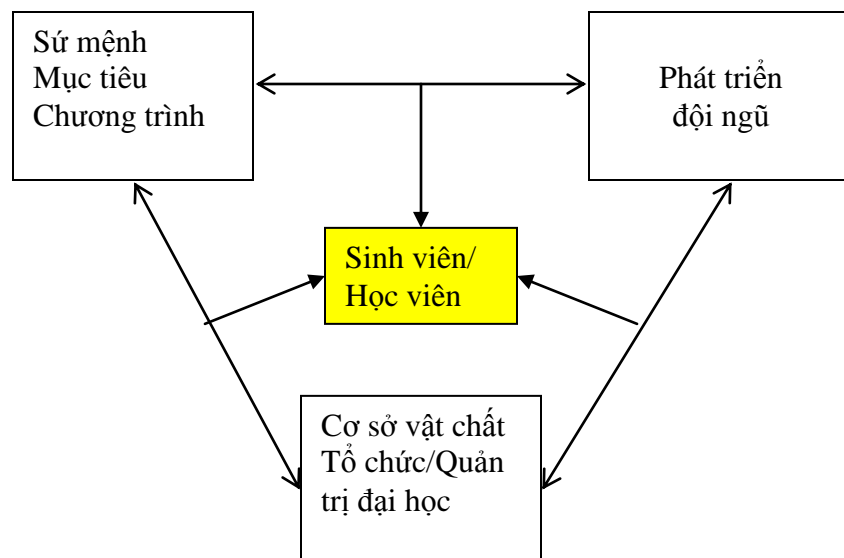 Sứ mệnh
Mục tiêu
Chương trình
Phát triển
đội ngũ
Sinh viên/
Học viên
Cơ sở vật chất
Tổ chức/Quản
trị đại học